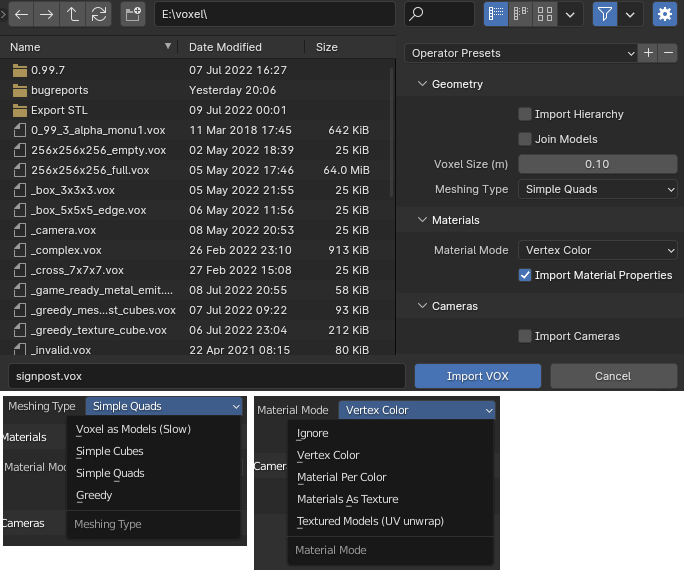 E:\voxel\
Name Date Modified Size
0.99.7 07 Jul 2022 16:27
bugreports Yesterday 20:06
Export STL 09 Jul 2022 00:01
0_99_3_alpha_monu1.vox 11 Mar 2018 17:45 642 KiB
256x256x256_empty.vox 02 May 2022 18:39 25 KiB
256x256x256_full.vox 05 May 2022 17:46 64.0 MiB
_box_3x3x3.vox 05 May 2022 21:55 25 KiB
_box_5x5x5_edge.vox 06 May 2022 11:56 25 KiB
_camera.vox 08 May 2022 20:53 25 KiB
_complex.vox 26 Feb 2022 23:10 913 KiB
_cross_7x7x7.vox 27 Feb 2022 15:08 25 KiB
_game_ready_metal_emit.... 08 Jul 2022 20:55 58 KiB
_greedy_mes...st_cubes.vox 07 Jul 2022 09:22 93 KiB
_greedy_texture_cube.vox 06 Jul 2022 23:04 212 KiB
_invalid.vox 22 Apr 2021 08:15 80 KiB
Operator Presets
Geometry
Import Hierarchy
Join Models
Voxel Size (m) 0.10
Meshing Type Simple Quads
Materials
Material Mode Vertex Color
Import Material Properties
Cameras
Import Cameras
signpost.vox Import VOX Cancel
Meshing Type Simple Quads
Voxel as Models (Slow)
Materials
Simple Cubes
Material Mod
Simple Quads
Greedy
Cameras
Meshing Type
Material Mode Vertex Color
Ignore
Vertex Color
Camer
Material Per Color
Materials As Texture
Textured Models (UV unwrap)
Material Mode